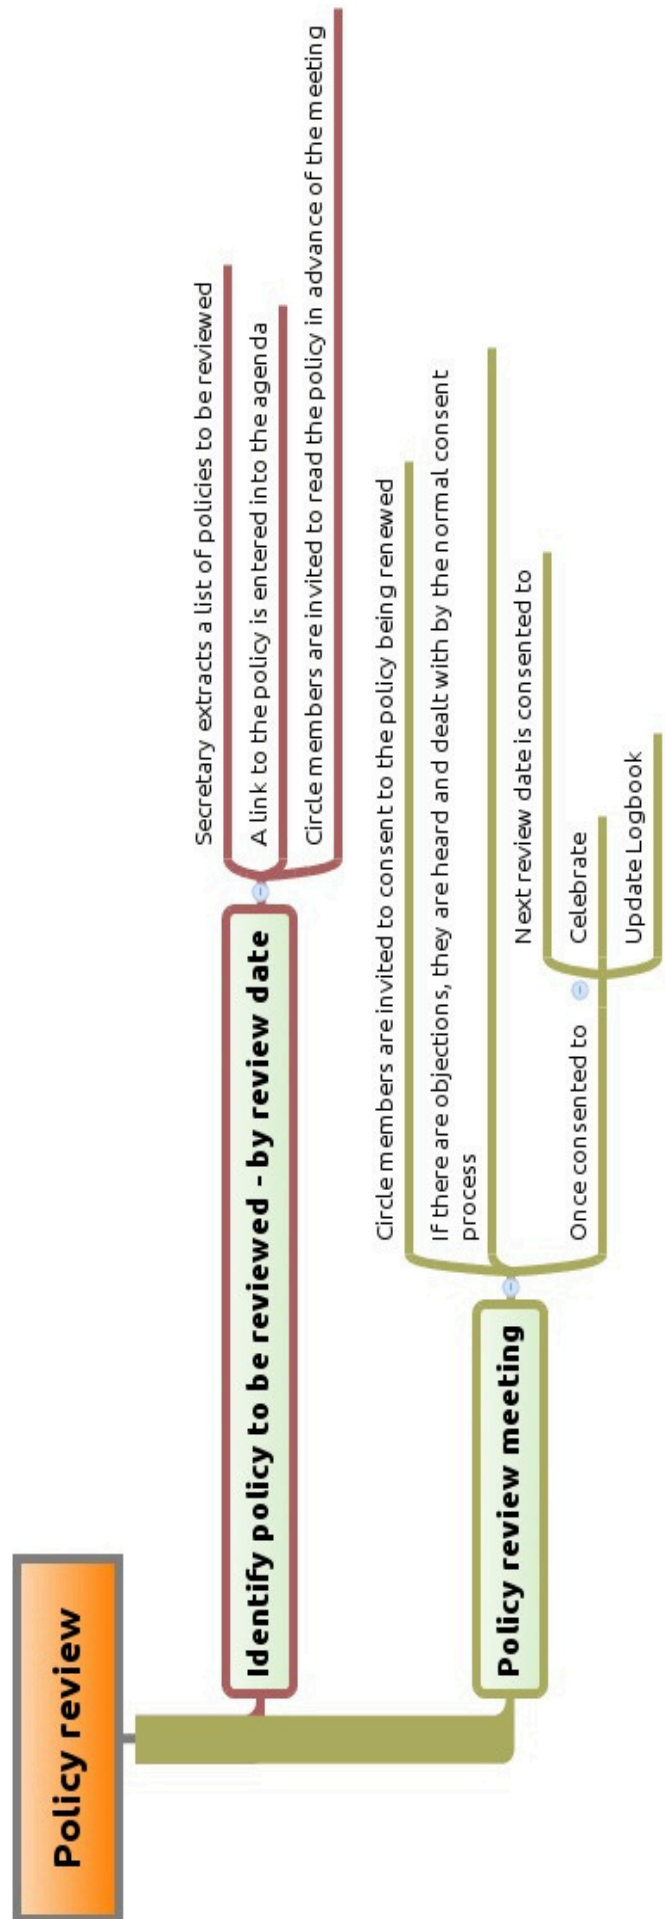 Policy review
Identify policy to be reviewed - by review date
Secretary extracts a list of policies to be reviewed
A link to the policy is entered into the agenda
Circle members are invited to read the policy in advance of the meeting
Policy review meeting
Circle members are invited to consent to the policy being renewed
If there are objections, they are heard and dealt with by the normal consent
process
Once consented to
Next review date is consented to
Celebrate
Update Logbook